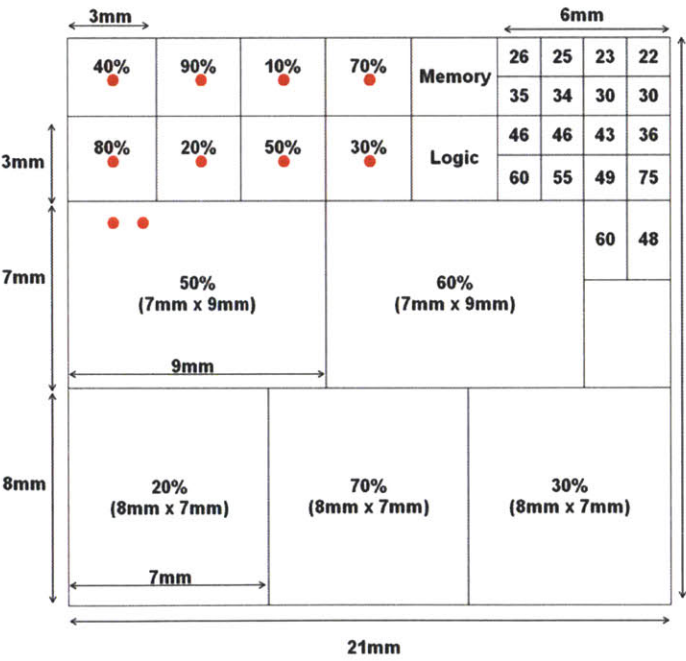 3mm
6mm
40% 90% 10% 70% Memory 26 25 23 22
35 34 30 30
3mm
80% 20% 50% 30% Logic 46 46 43 36
60 55 49 75
7mm
60 48
50%
(7mm x 9mm)
60%
(7mm x 9mm)
9mm
8mm
20%
(8mm x 7mm)
70%
(8mm x 7mm)
30%
(8mm x 7mm)
7mm
21mm